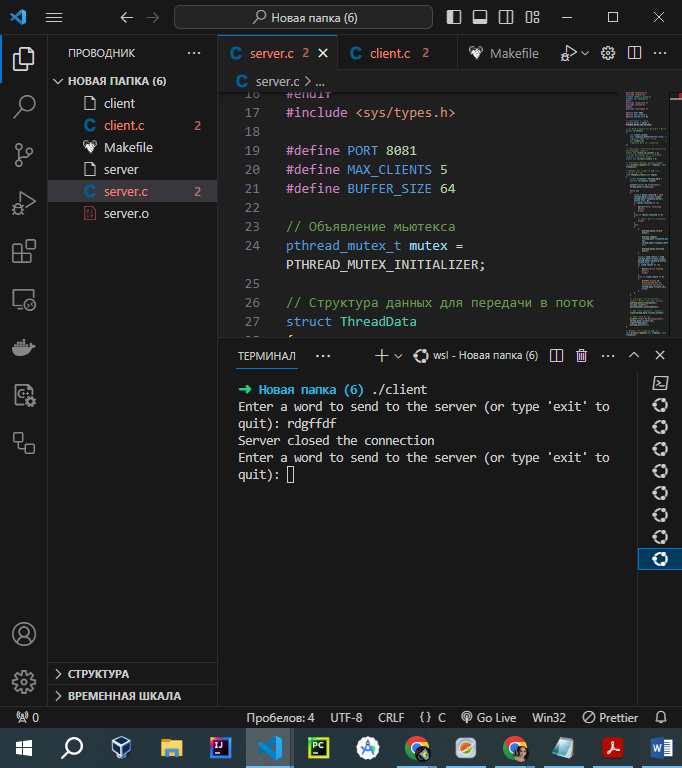 Новая папка (6)
ПРОВОДНИК
НОВАЯ ПАПКА (6)
client
client.c 2
Makefile
server
server.c 2
server.o
СТРУКТУРА
ВРЕМЕННАЯ ШКАЛА
server.c 2
client.c 2
Makefile
server.c > ...
16 #endif
17 #include <sys/types.h>
18
19 #define PORT 8081
20 #define MAX_CLIENTS 5
21 #define BUFFER_SIZE 64
22
23 // Объявление мьютекса
24 pthread_mutex_t mutex =
PTHREAD_MUTEX_INITIALIZER;
25
26 // Структура данных для передачи в поток
27 struct ThreadData
ТЕРМИНАЛ
wsl - Новая папка (6)
➜ Новая папка (6) ./client
Enter a word to send to the server (or type 'exit' to
quit): rdgffdf
Server closed the connection
Enter a word to send to the server (or type 'exit' to
quit):
0
Пробелов: 4
UTF-8
CRLF
{} C
Go Live
Win32
Prettier